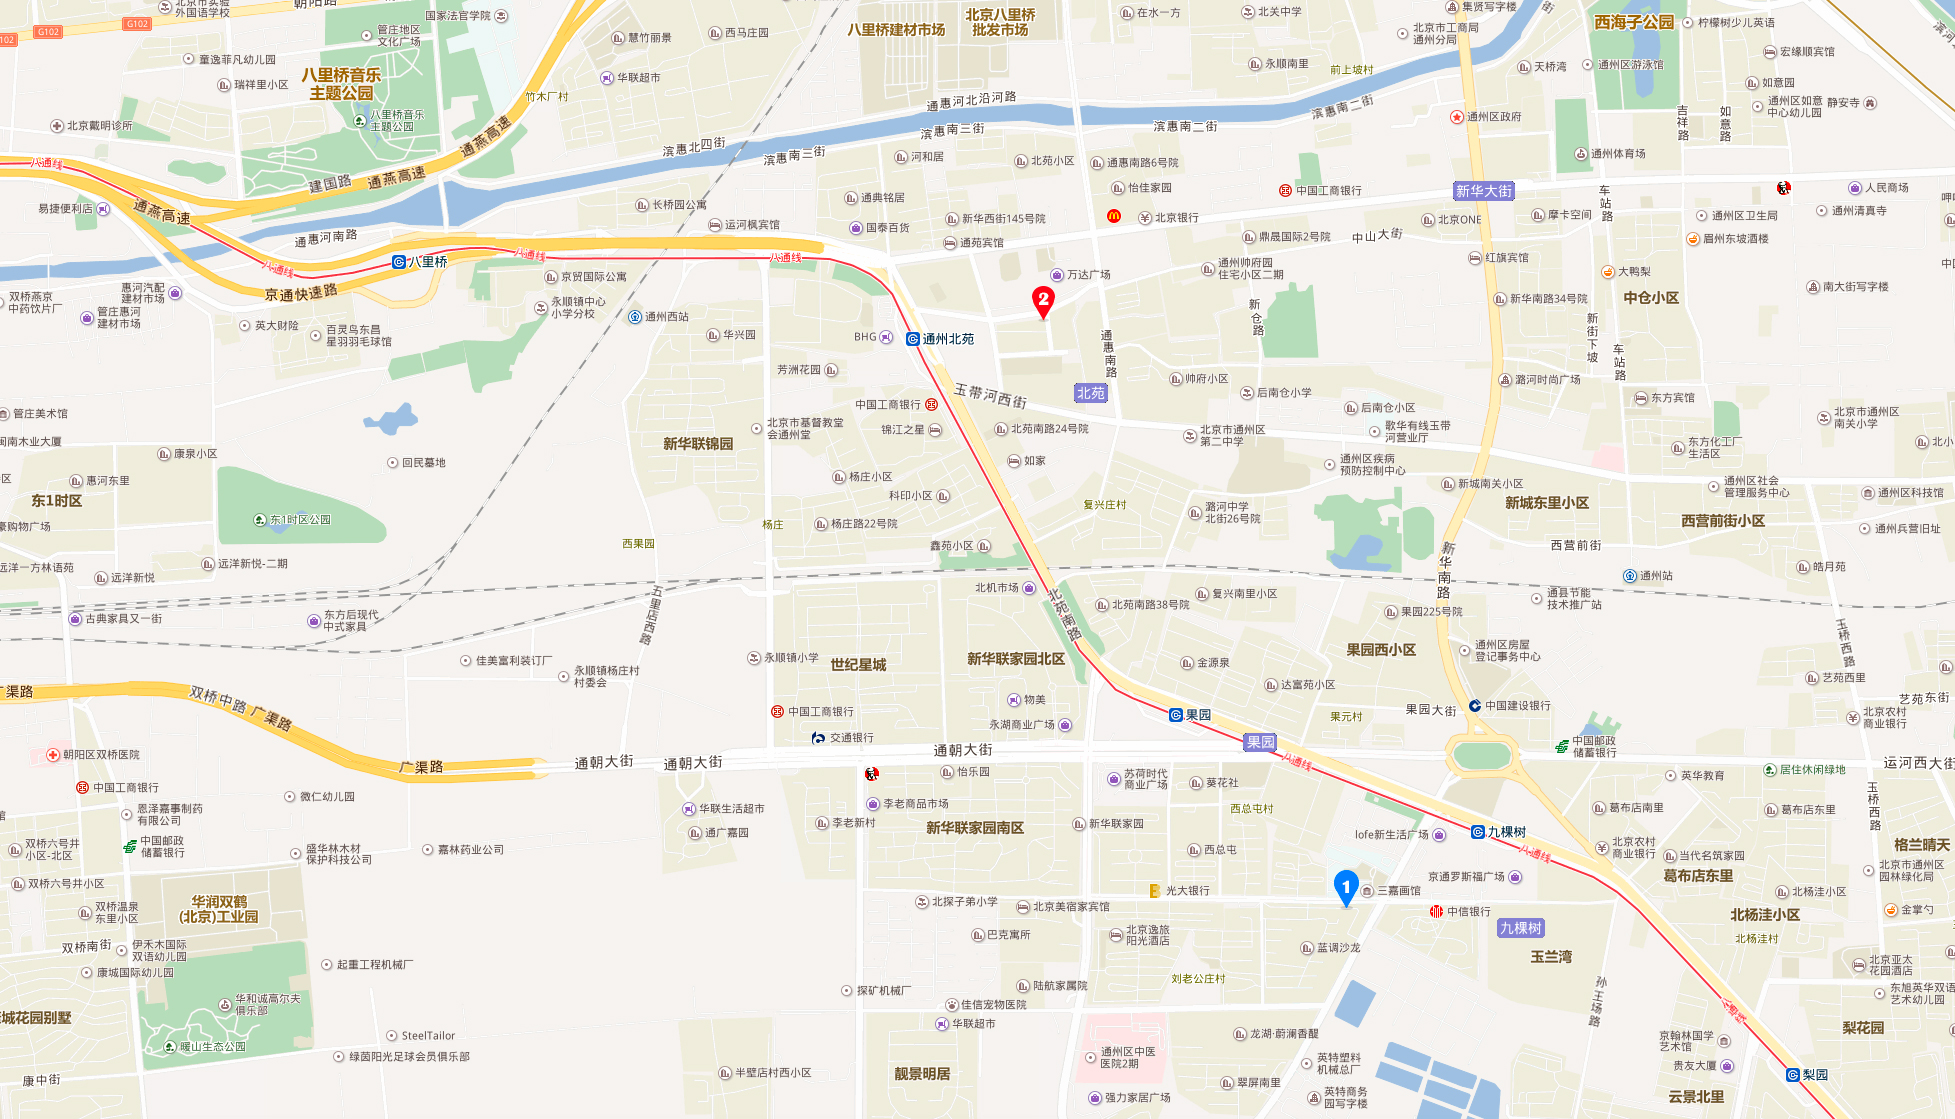 北京市实验
外国语学校
朝阳路
国家法官学院
G102
G102
G102
管庄地区
文化广场
童逸菲凡幼儿园
瑞祥里小区
八里桥音乐
主题公园
八里桥音乐
主题公园
北京戴明诊所
慧竹丽景
西马庄园
华联超市
竹木厂村
八里桥建材市场
北京八里桥
批发市场
在水一方
北关中学
集贤写字楼
北京市工商局
通州分局
永顺南里
前上坡村
天桥湾
西海子公园
柠檬树少儿英语
宏缘顺宾馆
通州区游泳馆
如意园
通州区如意
中心幼儿园
静安寺
吉祥路
如意路
通惠河北沿河路
滨惠南三街
滨惠南二街
滨惠南二街
滨惠北四街
滨惠南三街
通州区政府
通州体育场
通燕高速
通燕高速
通燕高速
建国路
八通线
易捷便利店
通惠河南路
八通线
八里桥
八通线
八通线
京通快速路
长桥园公寓
运河枫宾馆
河和居
北苑小区
通惠南路6号院
怡佳家园
中国工商银行
新华大街
车站路
人民商场
通典铭居
新华西街145号院
国泰百货
通苑宾馆
北京银行
北京ONE
摩卡空间
通州区卫生局
通州清真寺
眉州东坡酒楼
鼎晟国际2号院
中山大街
红旗宾馆
大鸭梨
万达广场
通州帅府园
住宅小区二期
京贸国际公寓
永顺镇中心
小学分校
通州西站
双桥燕京
中药饮片厂
惠河汽配
建材市场
管庄惠河
建材市场
英大财险
百灵鸟东昌
星羽羽毛球馆
华兴园
BHG
通州北苑
2
新仓路
新华南路34号院
中仓小区
南大街写字楼
新街下坡
车站路
通惠南路
芳洲花园
玉带河西街
北苑
帅府小区
后南仓小学
后南仓小区
潞河时尚广场
东方宾馆
管庄美术馆
闽南木业大厦
康泉小区
回民墓地
新华联锦园
北京市基督教堂
会通州堂
中国工商银行
锦江之星
北苑南路24号院
如家
北京市通州区
第二中学
歌华有线玉带
河营业厅
通州区疾病
预防控制中心
东方化工厂
生活区
北京市通州区
南关小学
北小
惠河东里
东1时区
东1时区公园
杨庄小区
科印小区
杨庄
杨庄路22号院
西果园
鑫苑小区
复兴庄村
潞河中学
北街26号院
新城南关小区
新城东里小区
通州区社会
管理服务中心
西营前街小区
通州区科技馆
通州兵营旧址
西营前街
远洋一方林语苑
远洋新悦
远洋新悦-二期
古典家具又一街
东方后现代
中式家具
五里店西路
北机市场
北苑南路
北苑南路38号院
复兴南里小区
新华南路
果园225号院
通州站
通县节能
技术推广站
皓月苑
佳美富利装订厂
永顺镇杨庄村
村委会
永顺镇小学
世纪星城
新华联家园北区
金源泉
果园西小区
通州区房屋
登记事务中心
玉桥西路
艺苑西里
艺苑东街
广渠路
双桥中路
广渠路
物美
永湖商业广场
达富苑小区
果园
果元村
果园大街
中国建设银行
北京农村
商业银行
中国工商银行
交通银行
通朝大街
果园
八通线
中国邮政
储蓄银行
居住休闲绿地
运河西大街
朝阳区双桥医院
广渠路
通朝大街
通朝大街
中国工商银行
微仁幼儿园
怡乐园
苏荷时代
商业广场
葵花社
英华教育
恩泽嘉事制药
有限公司
华联生活超市
通广嘉园
李老商品市场
李老新村
新华联家园南区
新华联家园
西总屯村
西总屯
lofe新生活广场
九棵树
八通线
葛布店南里
葛布店东里
玉桥西路
格兰晴天
北京农村
商业银行
当代名筑家园
葛布店东里
北京市通州区
园林绿化局
双桥六号井
小区-北区
中国邮政
储蓄银行
盛华林木材
保护科技公司
嘉林药业公司
双桥六号井小区
华润双鹤
(北京)工业园
双桥温泉
东里小区
北探子弟小学
北京美宿家宾馆
光大银行
1
三嘉画馆
京通罗斯福广场
中信银行
九棵树
北杨洼小区
金掌勺
北杨洼小区
北杨洼村
双桥南街
伊禾木国际
双语幼儿园
康城国际幼儿园
起重工程机械厂
巴克寓所
北京逸旅
阳光酒店
蓝调沙龙
玉兰湾
北京亚太
花园酒店
刘老公庄村
孙王场路
东旭英华双语
艺术幼儿园
华和诚高尔夫
俱乐部
探矿机械厂
陆航家属院
佳信宠物医院
华联超市
八通线
梨花园
SteelTailor
暖山生态公园
绿茵阳光足球会员俱乐部
康中街
龙湖·蔚澜香醍
京翰林国学
艺术馆
通州区中医
医院2期
英特塑料
机械总厂
贵友大厦
梨园
半壁店村西小区
靓景明居
翠屏南里
强力家居广场
英特商务
园写字楼
云景北里